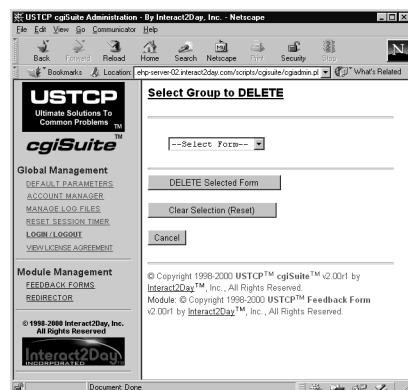 USTCP cgiSuite Administration - By Interact2Day, Inc. - Netscape
File Edit View Go Communicator Help
Back Forward Reload Home Search Netscape Print Security Stop
Bookmarks Location: ehp-server-02.interact2day.com/scripts/cgisuite/cgiadmin.pl What's Related
USTCP
Ultimate Solutions To
Common Problems TM
cgiSuite TM
Global Management
DEFAULT PARAMETERS
ACCOUNT MANAGER
MANAGE LOG FILES
RESET SESSION TIMER
LOGIN / LOGOUT
VIEW LICENSE AGREEMENT
Module Management
FEEDBACK FORMS
REDIRECTOR
© 1998-2000 Interact2Day, Inc.
All Rights Reserved
Interact2Day
INCORPORATED
Select Group to DELETE
--Select Form--
DELETE Selected Form
Clear Selection (Reset)
Cancel
© Copyright 1998-2000 USTCP™ cgiSuite™ v2.00r1 by
Interact2Day™, Inc., All Rights Reserved.
Module: © Copyright 1998-2000 USTCP™ Feedback Form
v2.00r1 by Interact2Day™, Inc., All Rights Reserved.
Document: Done